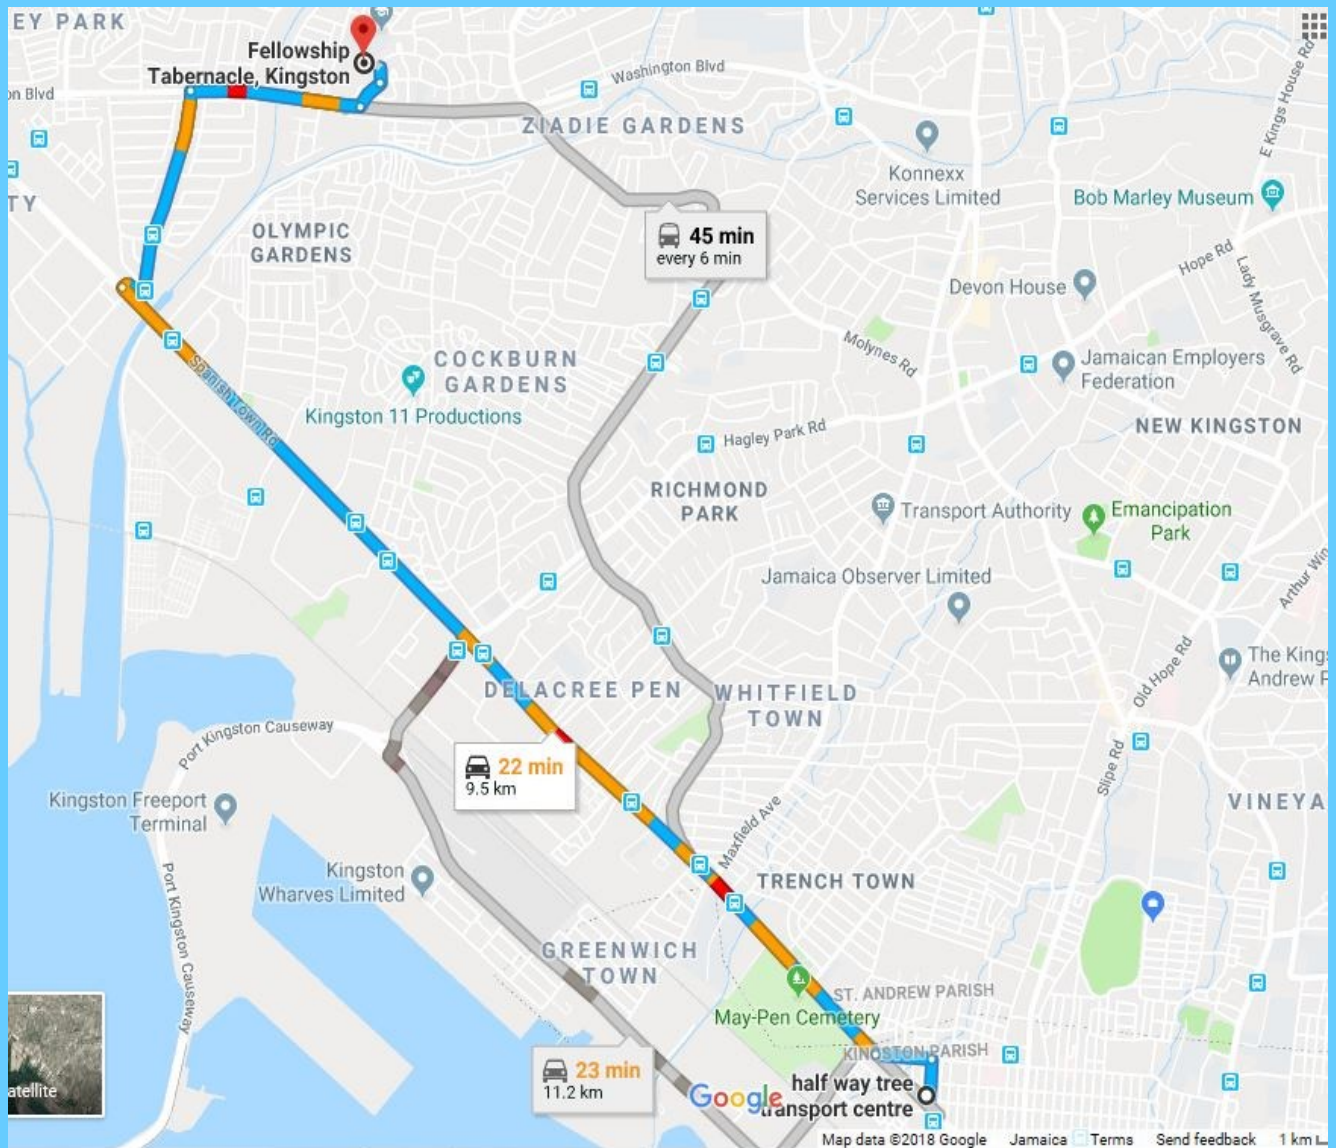 EY PARK
Fellowship
Tabernacle, Kingston
Washington Blvd
on Blvd
ZIADIE GARDENS
E Kings House Rd
Konnexx
Services Limited
Bob Marley Museum
TY
OLYMPIC
GARDENS
45 min
every 6 min
Hope Rd
Lady Musgrave Rd
Devon House
Molynes Rd
Spanish Town Rd
COCKBURN
GARDENS
Jamaican Employers
Federation
Kingston 11 Productions
Hagley Park Rd
NEW KINGSTON
RICHMOND
PARK
Transport Authority
Emancipation
Park
Jamaica Observer Limited
Arthur Win
Old Hope Rd
The Kings
Andrew P
DELACREE PEN
WHITFIELD
TOWN
Port Kingston Causeway
22 min
9.5 km
Slipe Rd
Kingston Freeport
Terminal
VINEYA
Maxfield Ave
Kingston
Wharves Limited
TRENCH TOWN
Port Kingston Causeway
GREENWICH
TOWN
ST. ANDREW PARISH
May-Pen Cemetery
KINGSTON PARISH
23 min
11.2 km
half way tree
transport centre
Google
atellite
Map data ©2018 Google Jamaica Terms Send feedback 1 km